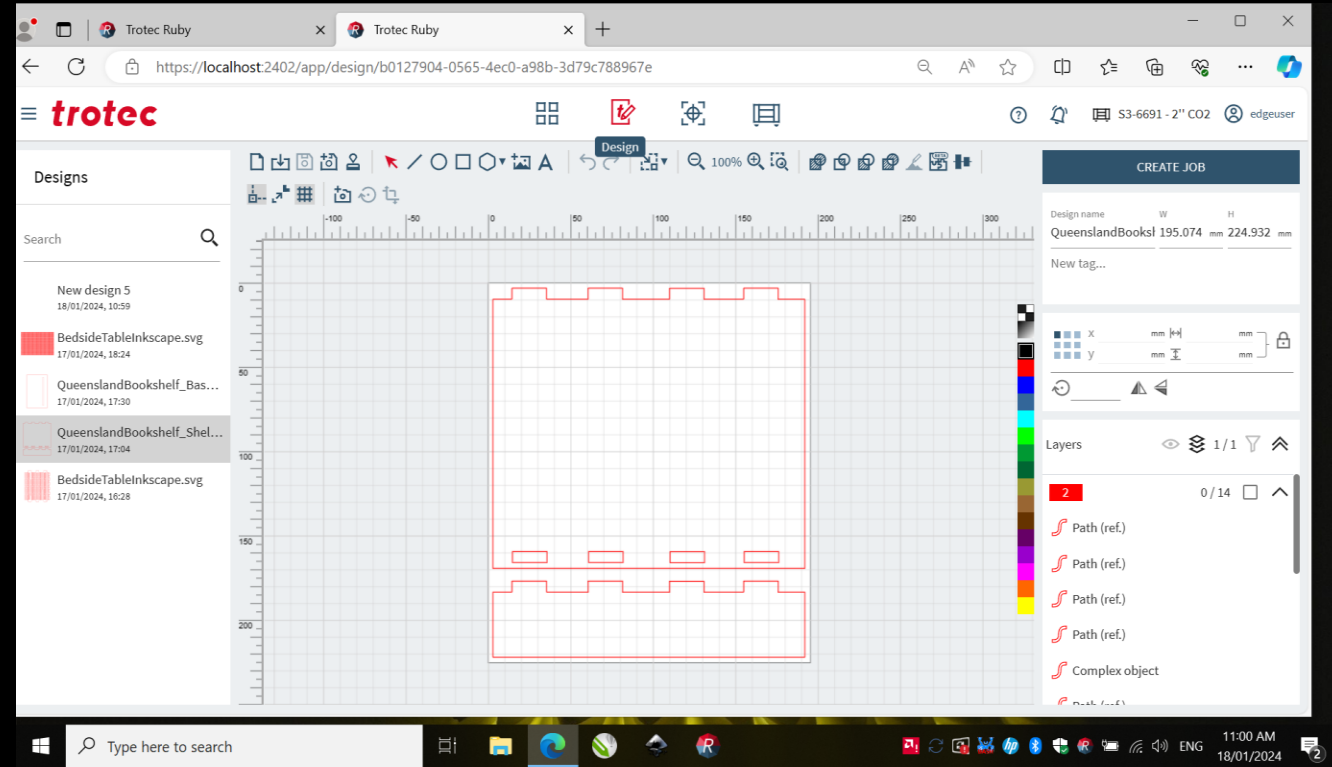 Trotec Ruby
Trotec Ruby
https://localhost:2402/app/design/b0127904-0565-4ec0-a98b-3d79c788967e
trotec
S3-6691 - 2'' CO2
edgeuser
Design
Designs
100%
CREATE JOB
Search
-100 -50 0 50 100 150 200 250 300
0
50
100
150
200
New design 5
18/01/2024, 10:59
BedsideTableInkscape.svg
17/01/2024, 18:24
QueenslandBookshelf_Bas...
17/01/2024, 17:30
QueenslandBookshelf_Shel...
17/01/2024, 17:04
BedsideTableInkscape.svg
17/01/2024, 16:28
Design name W H
QueenslandBooksl 195.074 mm 224.932 mm
New tag...
x mm mm
y mm mm
Layers 1/1
2 0/14
Path (ref.)
Path (ref.)
Path (ref.)
Path (ref.)
Complex object
Type here to search
ENG
11:00 AM
18/01/2024
2